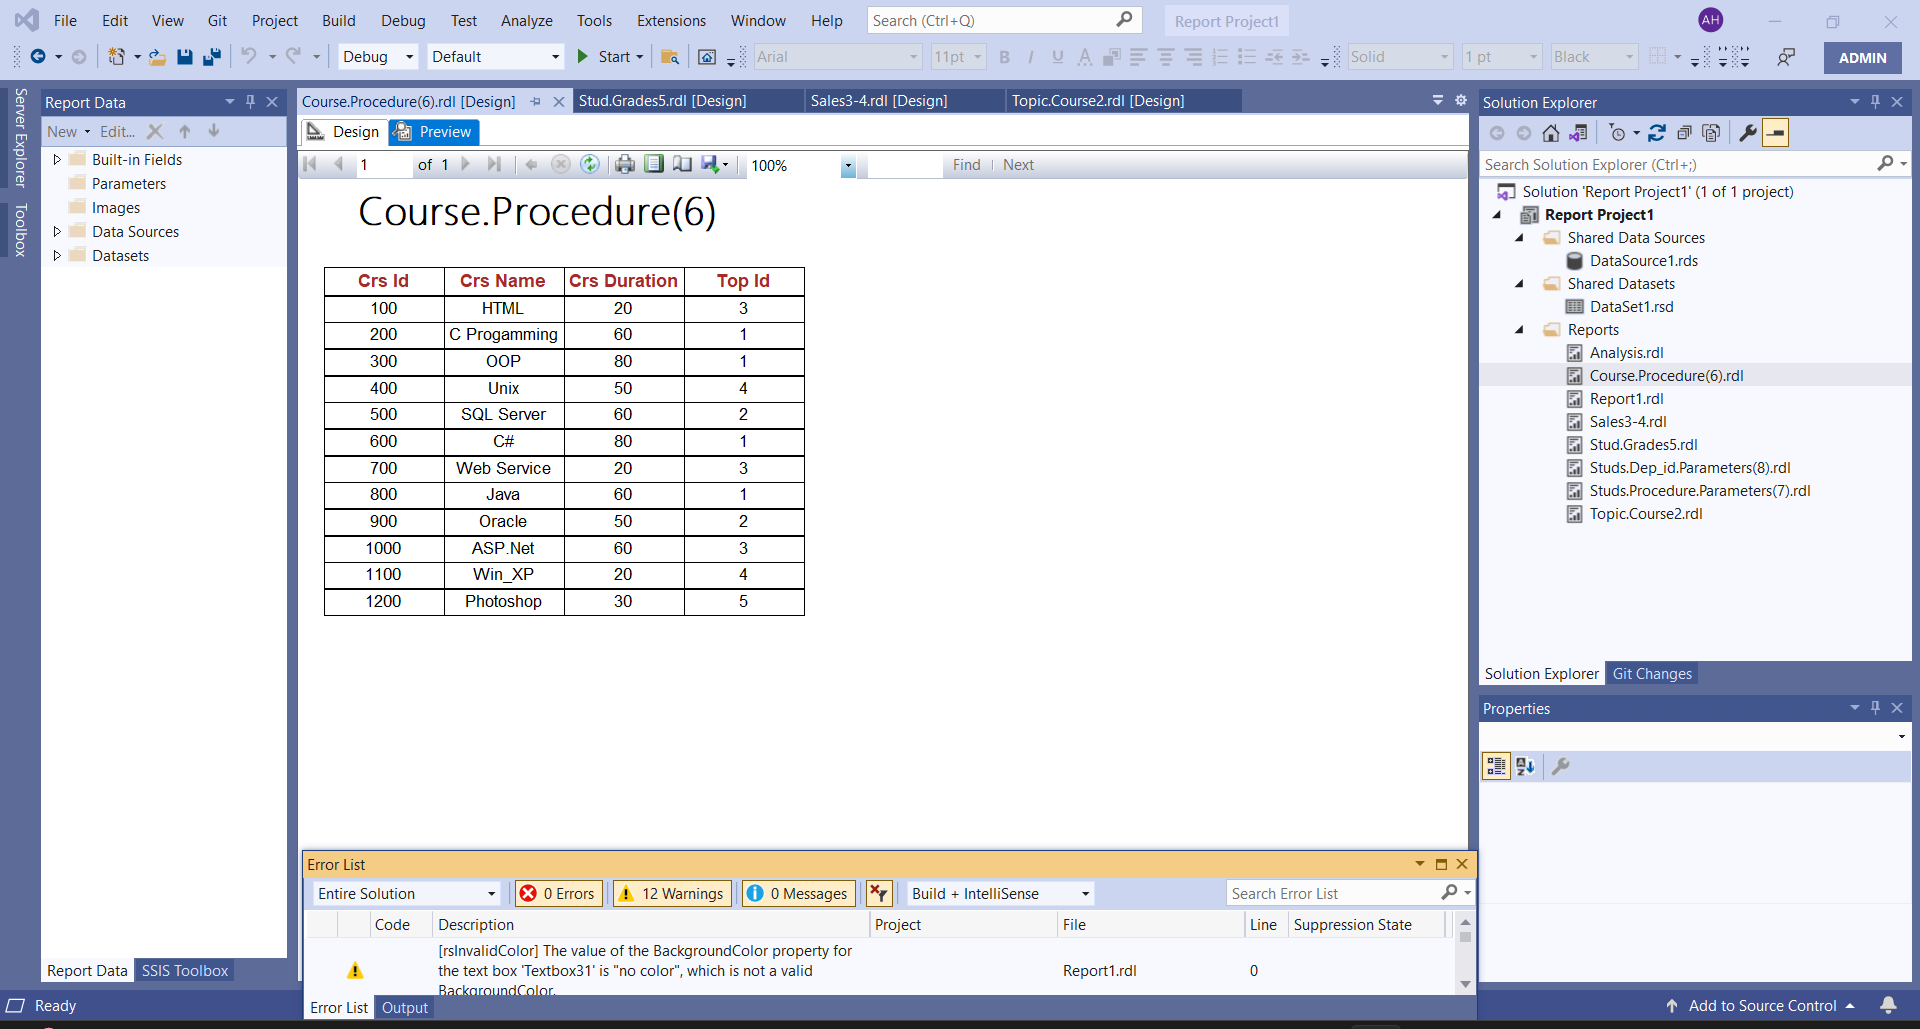 File Edit View Git Project Build Debug Test Analyze Tools Extensions Window Help Search (Ctrl+Q) Report Project1 AH
Debug Default Start Arial 11pt B I U A Solid 1 pt Black ADMIN
Server Explorer
Toolbox
Report Data
New Edit...
Built-in Fields
Parameters
Images
Data Sources
Datasets
Report Data SSIS Toolbox
Course.Procedure(6).rdl [Design] Stud.Grades5.rdl [Design] Sales3-4.rdl [Design] Topic.Course2.rdl [Design]
Design Preview
1 of 1 100% Find Next
Course.Procedure(6)
Crs Id Crs Name Crs Duration Top Id
100 HTML 20 3
200 C Progamming 60 1
300 OOP 80 1
400 Unix 50 4
500 SQL Server 60 2
600 C# 80 1
700 Web Service 20 3
800 Java 60 1
900 Oracle 50 2
1000 ASP.Net 60 3
1100 Win_XP 20 4
1200 Photoshop 30 5
Error List
Entire Solution 0 Errors 12 Warnings 0 Messages Build + IntelliSense Search Error List
Code Description Project File Line Suppression State
[rsInvalidColor] The value of the BackgroundColor property for
the text box 'Textbox31' is "no color", which is not a valid Report1.rdl 0
BackgroundColor.
Error List Output
Solution Explorer
Search Solution Explorer (Ctrl+;)
Solution 'Report Project1' (1 of 1 project)
Report Project1
Shared Data Sources
DataSource1.rds
Shared Datasets
DataSet1.rsd
Reports
Analysis.rdl
Course.Procedure(6).rdl
Report1.rdl
Sales3-4.rdl
Stud.Grades5.rdl
Studs.Dep_id.Parameters(8).rdl
Studs.Procedure.Parameters(7).rdl
Topic.Course2.rdl
Solution Explorer Git Changes
Properties
Ready Add to Source Control